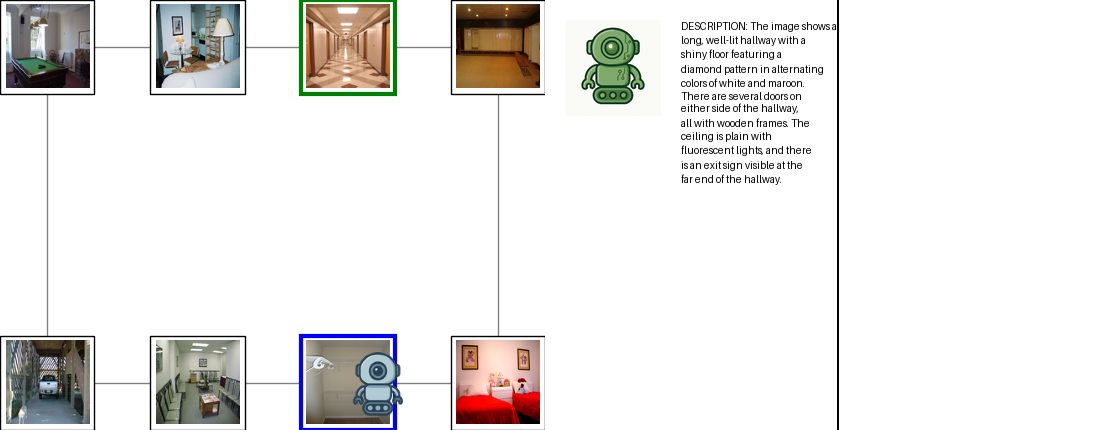 DESCRIPTION: The image shows a
long, well-lit hallway with a
shiny floor featuring a
diamond pattern in alternating
colors of white and maroon.
There are several doors on
either side of the hallway,
all with wooden frames. The
ceiling is plain with
fluorescent lights, and there
is an exit sign visible at the
far end of the hallway.